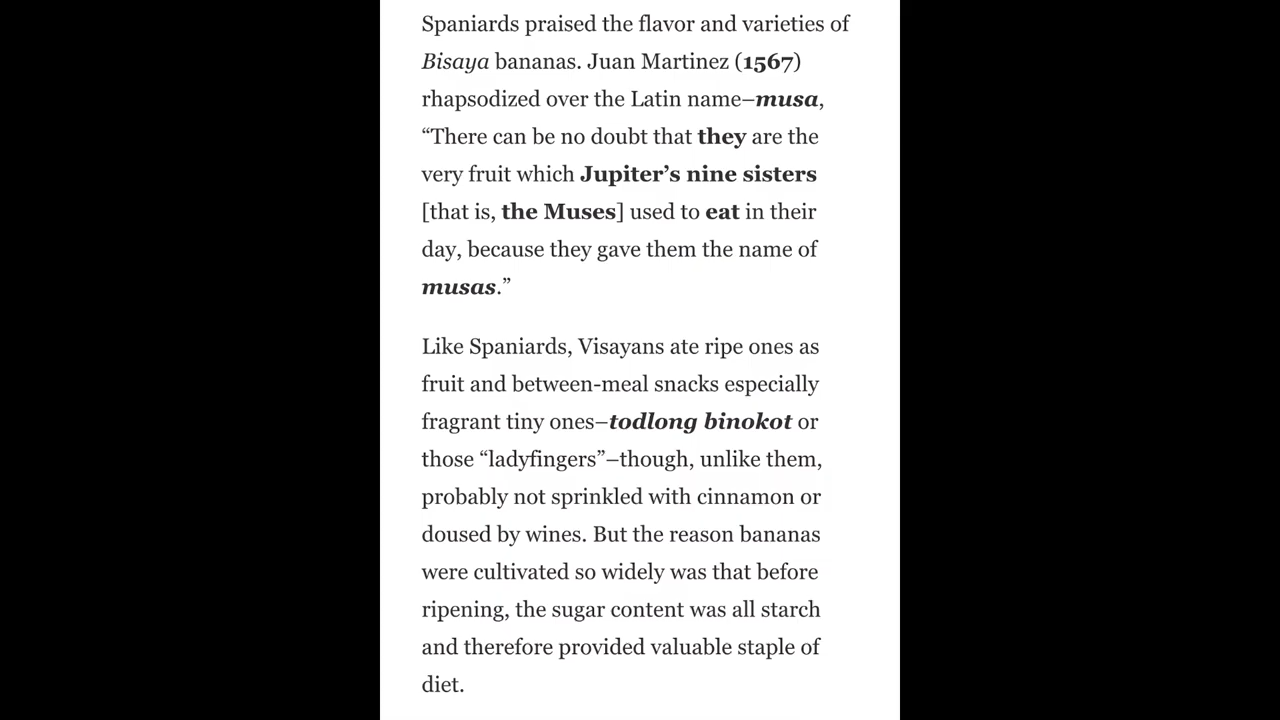 Spaniards praised the flavor and varieties of
Bisaya bananas. Juan Martinez (1567)
rhapsodized over the Latin name–musa,
“There can be no doubt that they are the
very fruit which Jupiter’s nine sisters
[that is, the Muses] used to eat in their
day, because they gave them the name of
musas.”
Like Spaniards, Visayans ate ripe ones as
fruit and between-meal snacks especially
fragrant tiny ones–todlong binokot or
those “ladyfingers”–though, unlike them,
probably not sprinkled with cinnamon or
doused by wines. But the reason bananas
were cultivated so widely was that before
ripening, the sugar content was all starch
and therefore provided valuable staple of
diet.